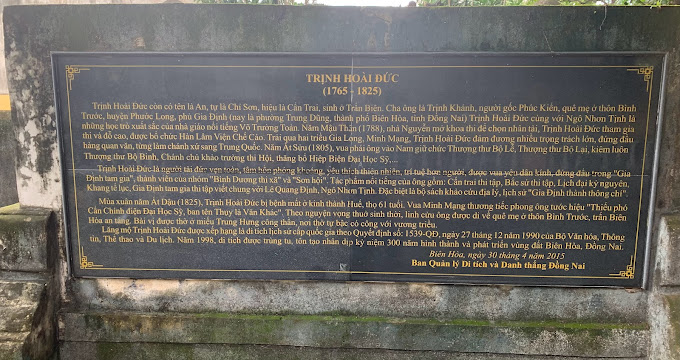 TRỊNH HOÀI ĐỨC
(1765 - 1825)
Trịnh Hoài Đức còn có tên là An, tự là Chỉ Sơn, hiệu là Cấn Trai, sinh ở Trấn Biên. Cha ông là Trịnh Khánh, người gốc Phúc Kiến, quê mẹ ở thôn Bình
Trước, huyện Phước Long, phủ Gia Định (nay là phường Trung Dũng, thành phố Biên Hòa, tỉnh Đồng Nai) Trịnh Hoài Đức cùng với Ngô Nhơn Tịnh là
những học trò xuất sắc của nhà giáo nổi tiếng Võ Trường Toản. Năm Mậu Thân (1788), nhà Nguyễn mở khoa thi để chọn nhân tài, Trịnh Hoài Đức tham gia
thi và đỗ cao, được bổ chức Hàn Lâm Viện Chế Cáo. Trải qua hai triều Gia Long, Minh Mạng, Trịnh Hoài Đức đảm đương nhiều trọng trách lớn, đứng đầu
hàng quan văn, từng làm chánh sứ sang Trung Quốc. Năm Ất Sửu (1805), vua phái ông vào Nam giữ chức Thượng thư Bộ Lễ, Thượng thư Bộ Lại, kiêm luôn
Thượng thư Bộ Binh, Chánh chủ khảo trường thi Hội, thăng bổ Hiệp Biện Đại Học Sỹ,...
Trịnh Hoài Đức là người tài đức vẹn toàn, tâm hồn phóng khoáng, yêu thích thiên nhiên, trí tuệ hơn người, được vua yêu dân kính, đứng đầu trong "Gia
Định tam gia", thành viên của nhóm "Bình Dương thi xã" và "Sơn hội". Tác phẩm nổi tiếng của ông gồm: Cấn trai thi tập, Bắc sứ thi tập, Lịch đại kỷ nguyên,
Khang tế lục, Gia Định tam gia thi tập viết chung với Lê Quang Định, Ngô Nhơn Tịnh. Đặc biệt là bộ sách khảo cứu địa lý, lịch sử "Gia Định thành thông chí".
Mùa xuân năm Ất Dậu (1825), Trịnh Hoài Đức bị bệnh mất ở kinh thành Huế, thọ 61 tuổi. Vua Minh Mạng thương tiếc phong ông tước hiệu "Thiếu phó
Cần Chính điện Đại Học Sỹ, ban tên Thụy là Văn Khác". Theo nguyện vọng thuở sinh thời, linh cữu ông được di về quê mẹ ở thôn Bình Trước, trấn Biên
Hòa an táng. Bài vị được thờ ở miếu Trung Hưng công thần, nơi thờ tự bậc có công với vương triều.
Lăng mộ Trịnh Hoài Đức được xếp hạng là di tích lịch sử cấp quốc gia theo Quyết định số: 1539-QĐ, ngày 27 tháng 12 năm 1990 của Bộ Văn hóa, Thông
tin, Thể thao và Du lịch. Năm 1998, di tích được trùng tu, tôn tạo nhân dịp kỷ niệm 300 năm hình thành và phát triển vùng đất Biên Hòa, Đồng Nai.
Biên Hòa, ngày 30 tháng 4 năm 2015
Ban Quản lý Di tích và Danh thắng Đồng Nai